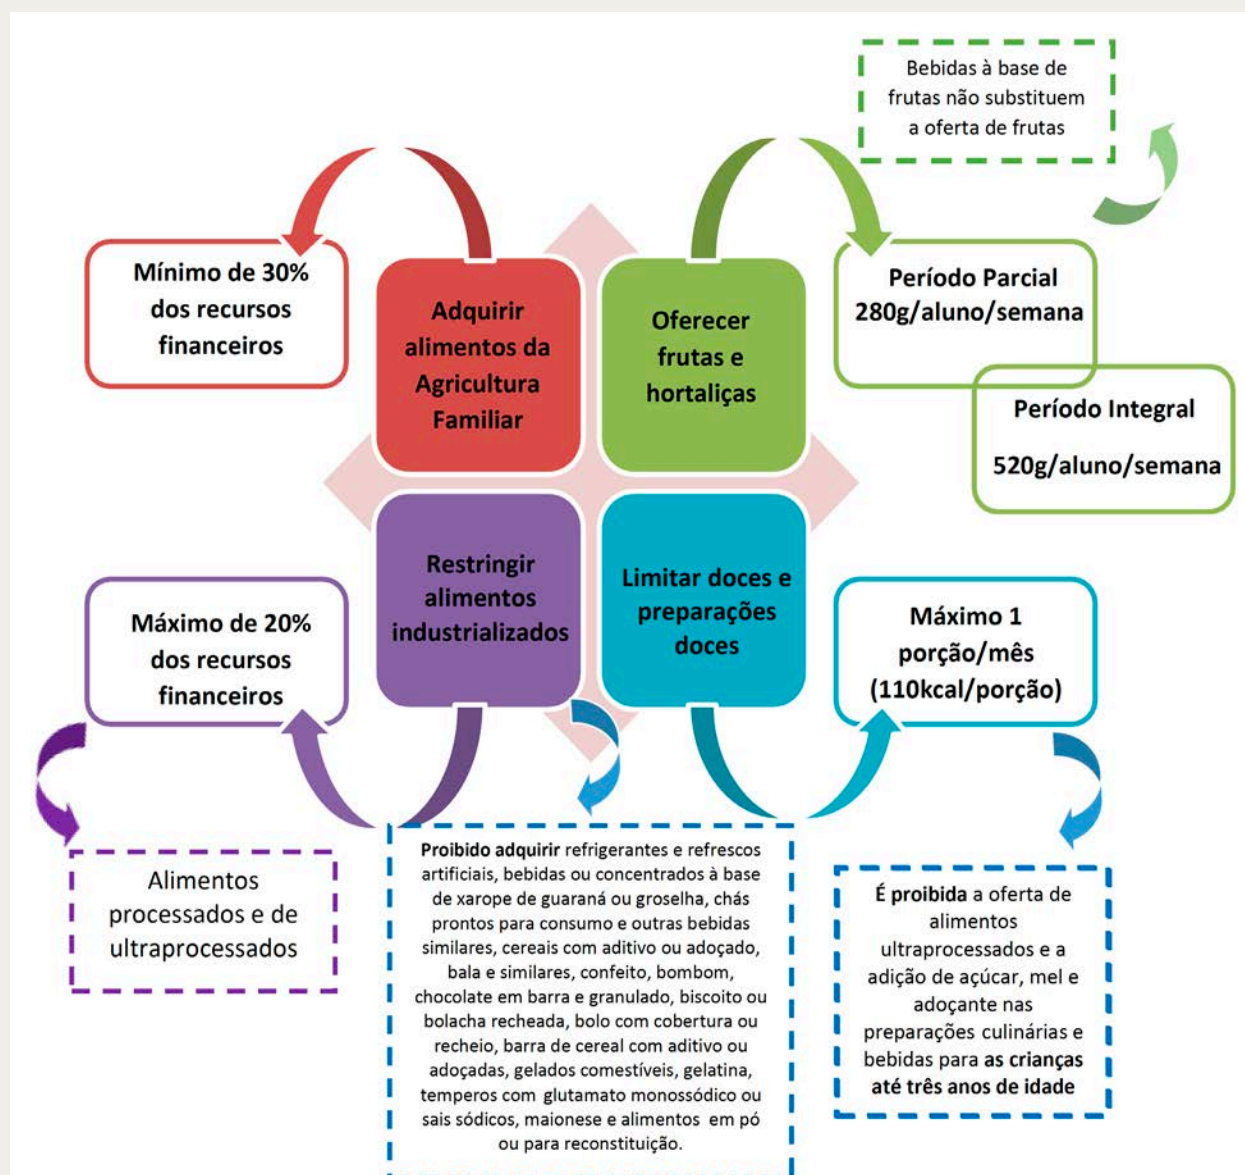 Bebidas à base de
frutas não substituem
a oferta de frutas
Mínimo de 30%
dos recursos
financeiros
Adquirir
alimentos da
Agricultura
Familiar
Oferecer
frutas e
hortaliças
Período Parcial
280g/aluno/semana
Período Integral
520g/aluno/semana
Máximo de 20%
dos recursos
financeiros
Restringir
alimentos
industrializados
Limitar doces e
preparações
doces
Máximo 1
porção/mês
(110kcal/porção)
Alimentos
processados e de
ultraprocessados
Proibido adquirir refrigerantes e refrescos
artificiais, bebidas ou concentrados à base
de xarope de guaraná ou groselha, chás
prontos para consumo e outras bebidas
similares, cereais com aditivo ou adoçado,
bala e similares, confeito, bombom,
chocolate em barra e granulado, biscoito ou
bolacha recheada, bolo com cobertura ou
recheio, barra de cereal com aditivo ou
adoçadas, gelados comestíveis, gelatina,
temperos com glutamato monossódico ou
sais sódicos, maionese e alimentos em pó
ou para reconstituição.
É proibida a oferta de
alimentos
ultraprocessados e a
adição de açúcar, mel e
adoçante nas
preparações culinárias e
bebidas para as crianças
até três anos de idade